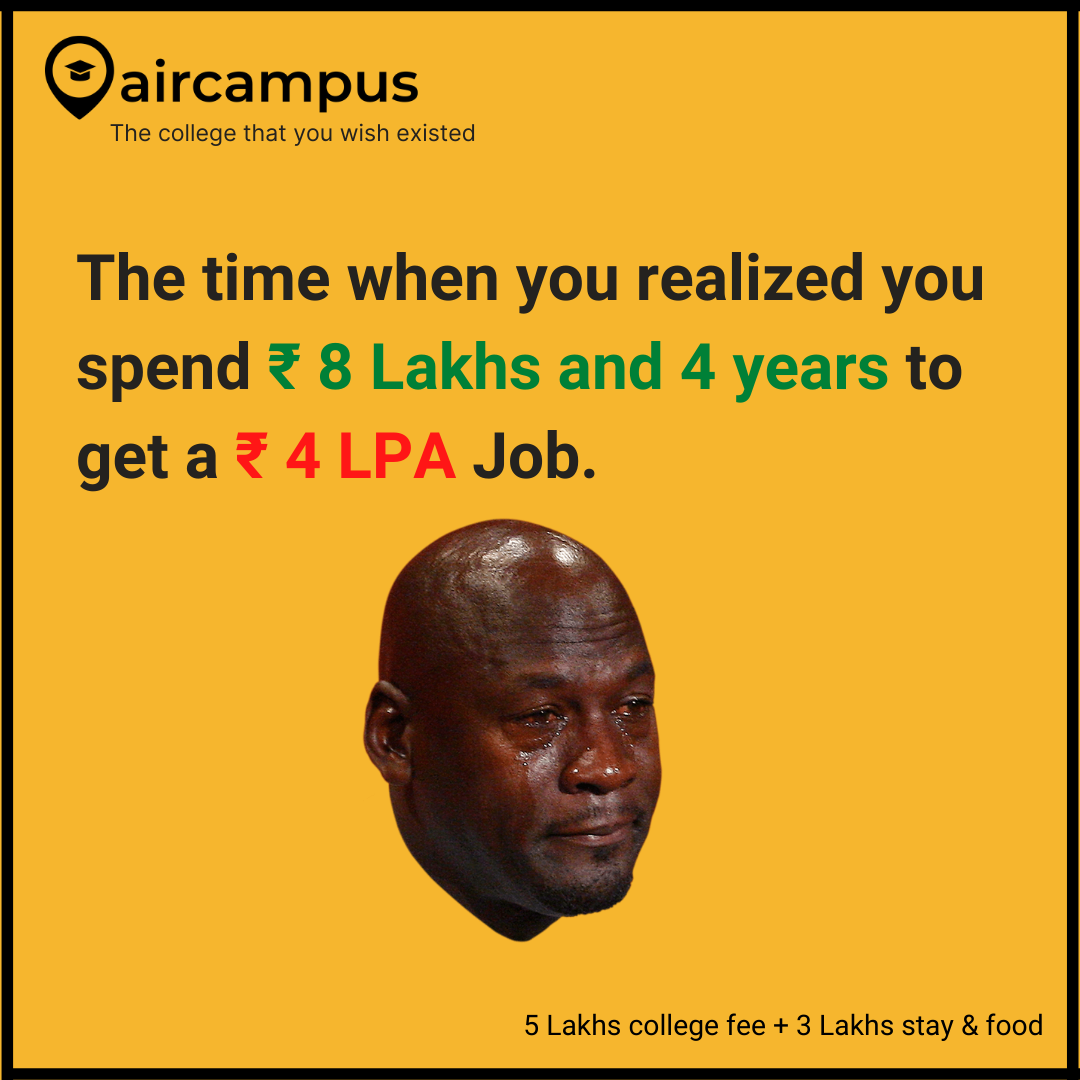 aircampus
The college that you wish existed
The time when you realized you
spend ₹ 8 Lakhs and 4 years to
get a ₹ 4 LPA Job.
5 Lakhs college fee + 3 Lakhs stay & food